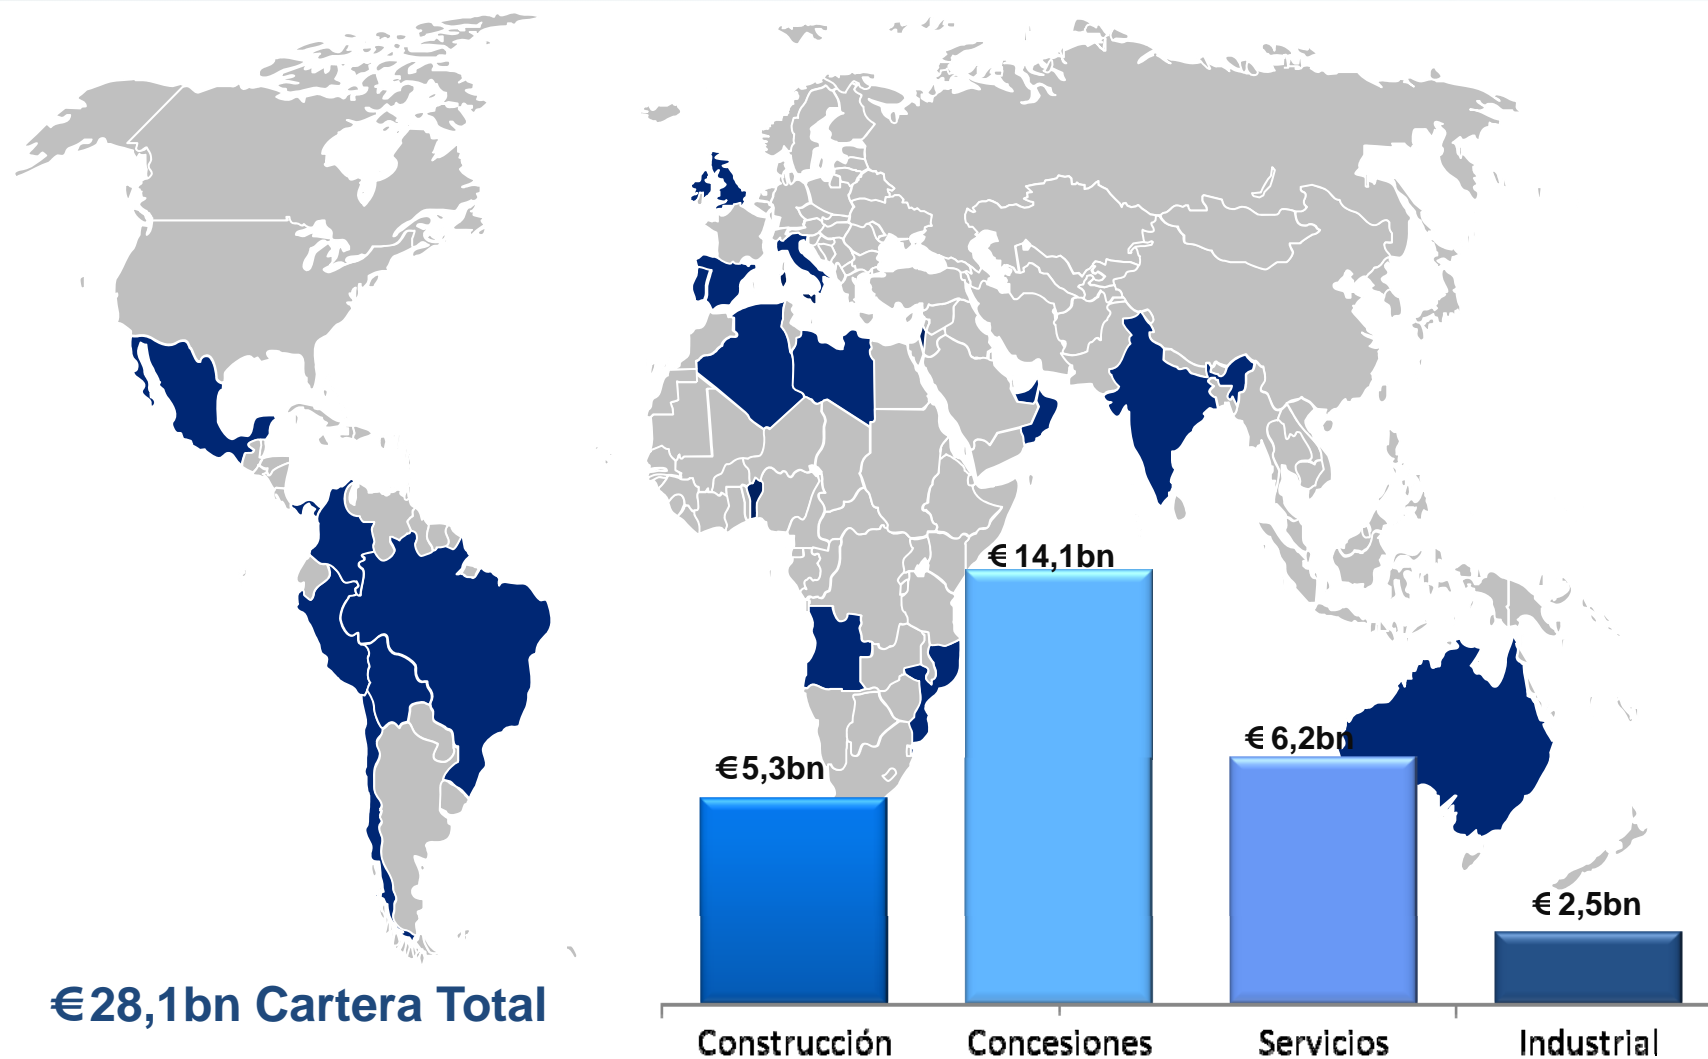 € 14,1bn
€ 6,2bn
€5,3bn
€ 2,5bn
€28,1bn Cartera Total
Construcción
Concesiones
Servicios
Industrial